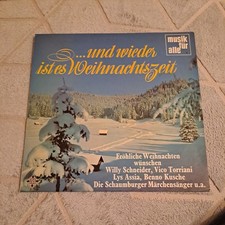 ...und wieder
ist es Weihnachtszeit
musik
für
alle
Fröhliche Weihnachten
wünschen
Willy Schneider, Vico Torriani
Lys Assia, Benno Kusche
Die Schaumburger Märchensänger u.a.